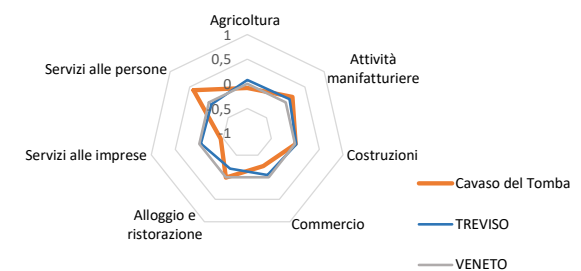 Agricoltura
1
0,5
0
-0,5
-1
Attività
manifatturiere
Costruzioni
Commercio
Alloggio e
ristorazione
Servizi alle imprese
Servizi alle persone
Cavaso del Tomba
TREVISO
VENETO